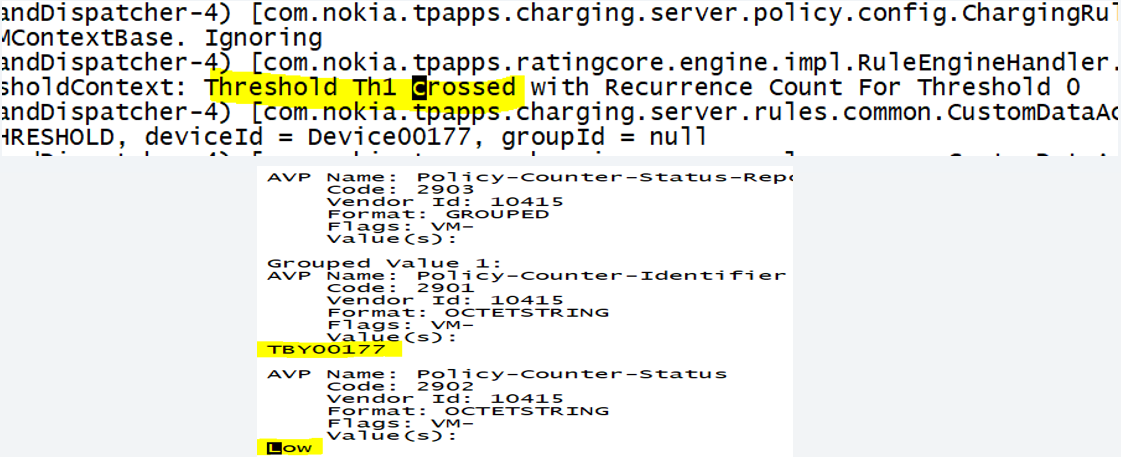 andDispatcher-4) [com.nokia.tpapps.charging.server.policy.config.ChargingRul
MContextBase. Ignoring
andDispatcher-4) [com.nokia.tpapps.ratingcore.engine.impl.RuleEngineHandler.
sholdContext: Threshold Th1 crossed with Recurrence Count For Threshold 0
andDispatcher-4) [com.nokia.tpapps.charging.server.rules.common.CustomDataAc
HRESHOLD, deviceId = Device00177, groupId = null
AVP Name: Policy-Counter-Status-Repo
Code: 2903
Vendor Id: 10415
Format: GROUPED
Flags: VM-
Value(s):
Grouped Value 1:
AVP Name: Policy-Counter-Identifier
Code: 2901
Vendor Id: 10415
Format: OCTETSTRING
Flags: VM-
Value(s):
TBY00177
AVP Name: Policy-Counter-Status
Code: 2902
Vendor Id: 10415
Format: OCTETSTRING
Flags: VM-
Value(s):
Low